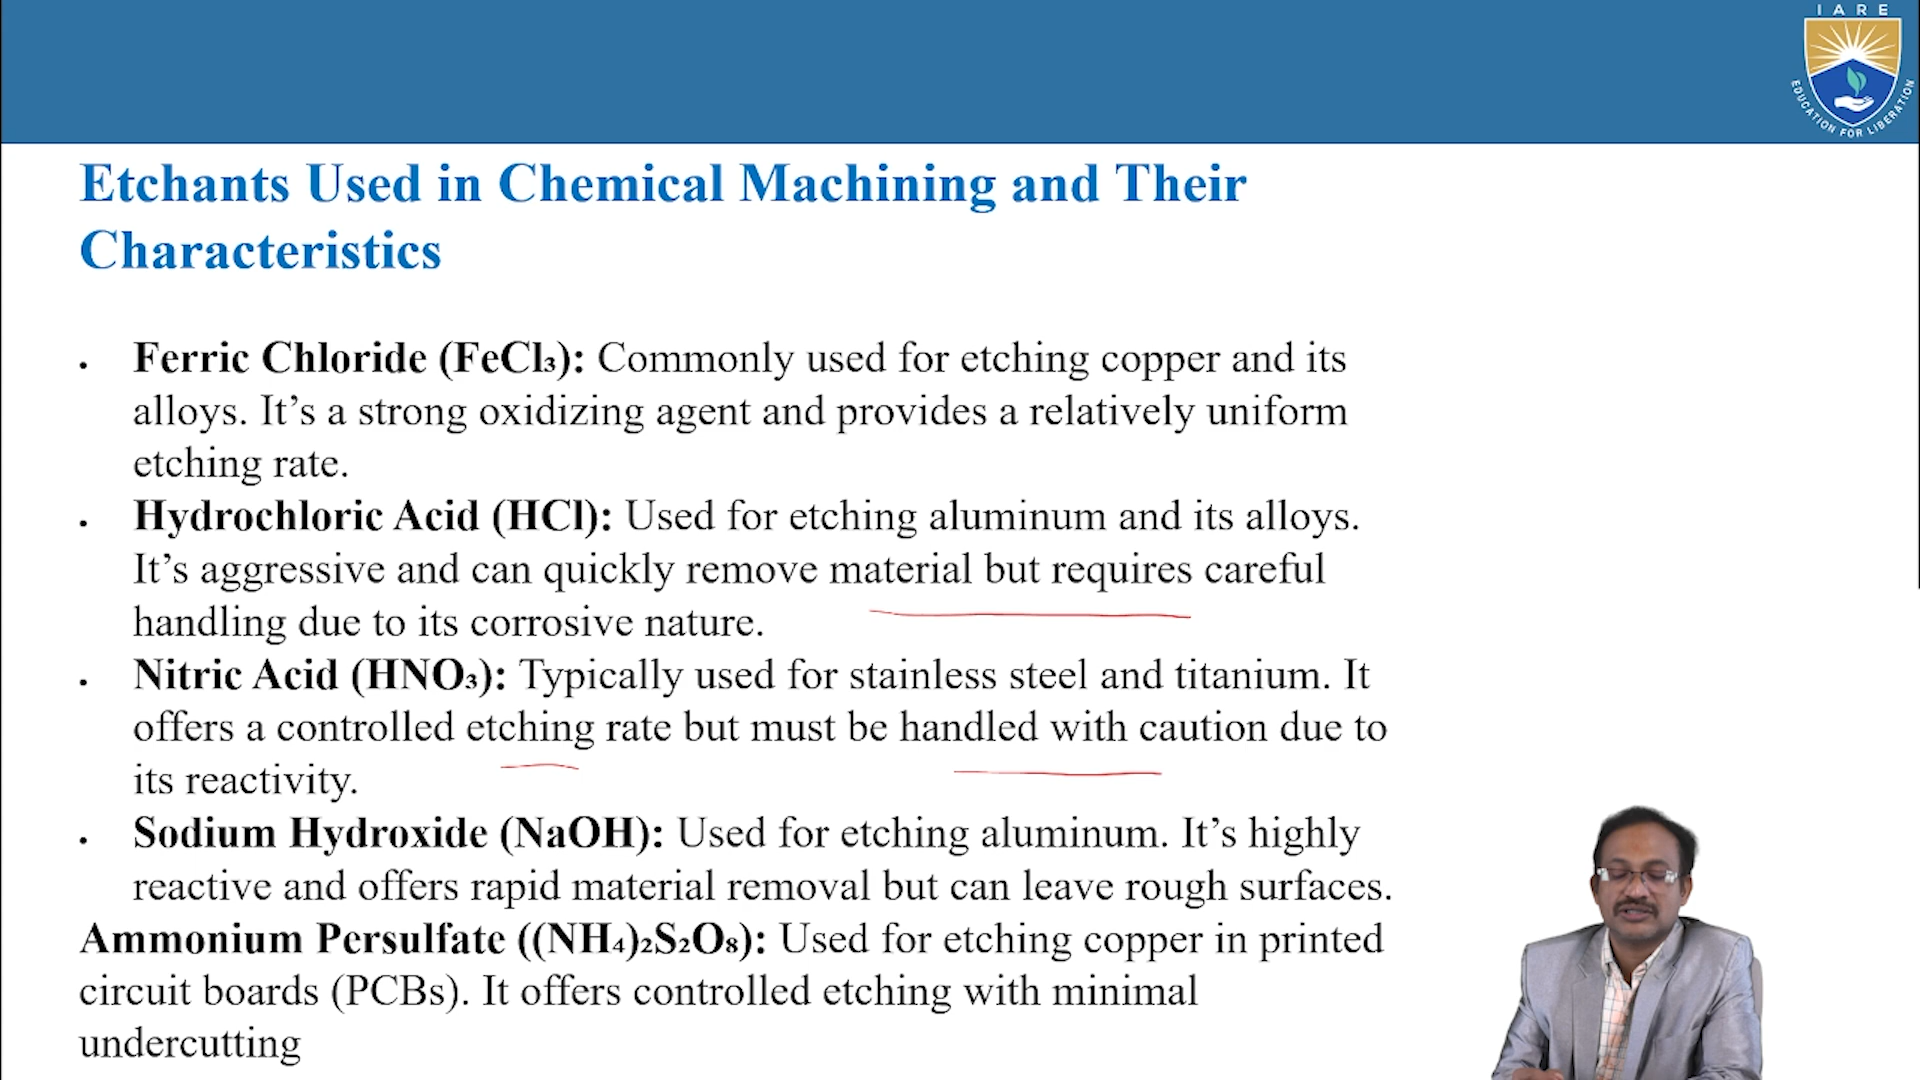 IARE
EDUCATION FOR LIBERATION
Etchants Used in Chemical Machining and Their
Characteristics
• Ferric Chloride (FeCl₃): Commonly used for etching copper and its
alloys. It’s a strong oxidizing agent and provides a relatively uniform
etching rate.
• Hydrochloric Acid (HCl): Used for etching aluminum and its alloys.
It’s aggressive and can quickly remove material but requires careful
handling due to its corrosive nature.
• Nitric Acid (HNO₃): Typically used for stainless steel and titanium. It
offers a controlled etching rate but must be handled with caution due to
its reactivity.
• Sodium Hydroxide (NaOH): Used for etching aluminum. It’s highly
reactive and offers rapid material removal but can leave rough surfaces.
Ammonium Persulfate ((NH₄)₂S₂O₈): Used for etching copper in printed
circuit boards (PCBs). It offers controlled etching with minimal
undercutting